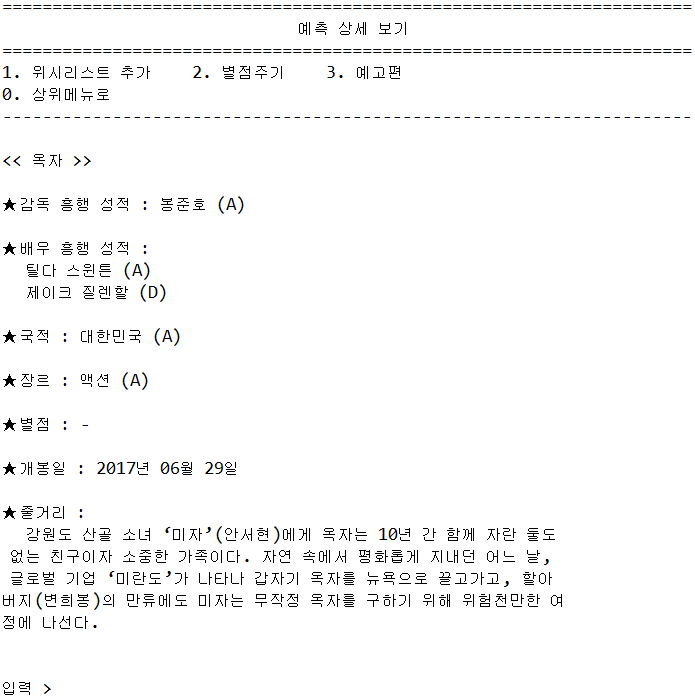 =====================================================================
예측 상세 보기
=====================================================================
1. 위시리스트 추가    2. 별점주기    3. 예고편
0. 상위메뉴로
---------------------------------------------------------------------
<< 옥자 >>
★감독 흥행 성적 : 봉준호 (A)
★배우 흥행 성적 :
틸다 스윈튼 (A)
제이크 질렌할 (D)
★국적 : 대한민국 (A)
★장르 : 액션 (A)
★별점 : -
★개봉일 : 2017년 06월 29일
★줄거리 :
강원도 산골 소녀 ‘미자’(안서현)에게 옥자는 10년 간 함께 자란 둘도
없는 친구이자 소중한 가족이다. 자연 속에서 평화롭게 지내던 어느 날,
글로벌 기업 ‘미란도’가 나타나 갑자기 옥자를 뉴욕으로 끌고가고, 할아
버지(변희봉)의 만류에도 미자는 무작정 옥자를 구하기 위해 위험천만한 여
정에 나선다.
입력 >